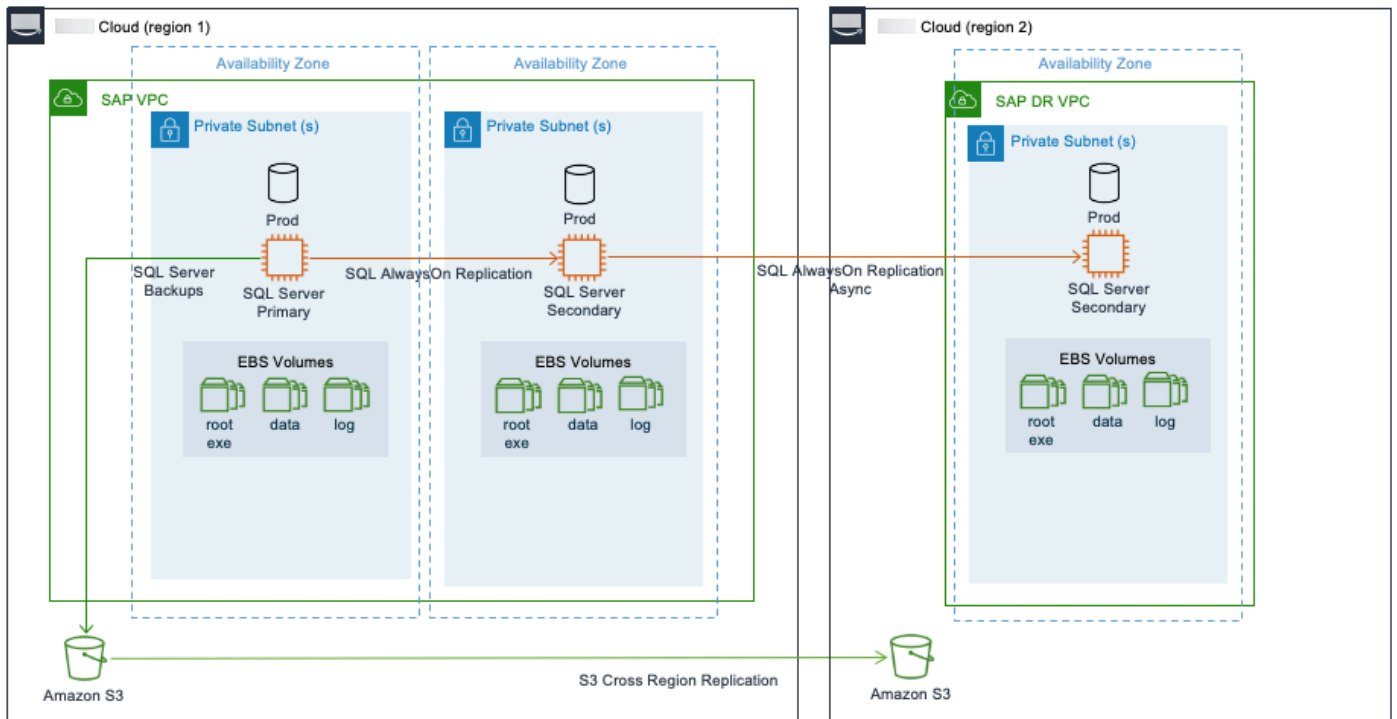 Cloud (region 1)
Cloud (region 2)
Availability Zone
Availability Zone
Availability Zone
SAP VPC
SAP DR VPC
Private Subnet (s)
Private Subnet (s)
Private Subnet (s)
Prod
Prod
Prod
SQL Server
Backups
SQL Server
Primary
SQL AlwaysOn Replication
SQL Server
Secondary
SQL AlwaysOn Replication
Async
SQL Server
Secondary
EBS Volumes
root
exe
data
log
EBS Volumes
root
exe
data
log
EBS Volumes
root
exe
data
log
Amazon S3
S3 Cross Region Replication
Amazon S3